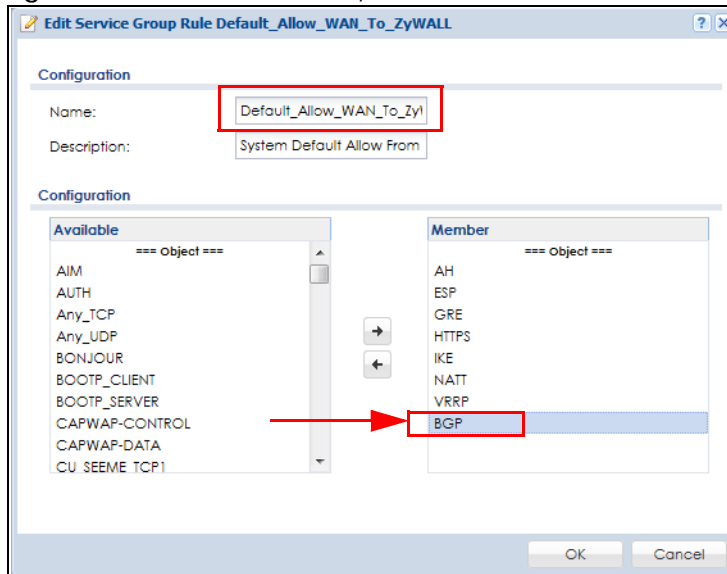 Edit Service Group Rule Default_Allow_WAN_To_ZyWALL
Configuration
Name: Default_Allow_WAN_To_Zy
Description: System Default Allow From
Configuration
Available
=== Object ===
AIM
AUTH
Any_TCP
Any_UDP
BONJOUR
BOOTP_CLIENT
BOOTP_SERVER
CAPWAP-CONTROL
CAPWAP-DATA
CU_SEEME_TCP1
Member
=== Object ===
AH
ESP
GRE
HTTPS
IKE
NATT
VRRP
BGP
OK Cancel